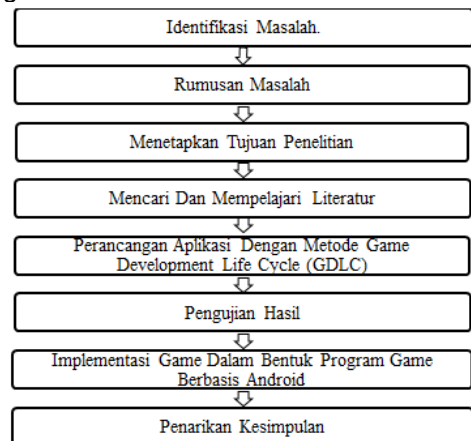 Identifikasi Masalah.
Rumusan Masalah
Menetapkan Tujuan Penelitian
Mencari Dan Mempelajari Literatur
Perancangan Aplikasi Dengan Metode Game
Development Life Cycle (GDLC)
Pengujian Hasil
Implementasi Game Dalam Bentuk Program Game
Berbasis Android
Penarikan Kesimpulan